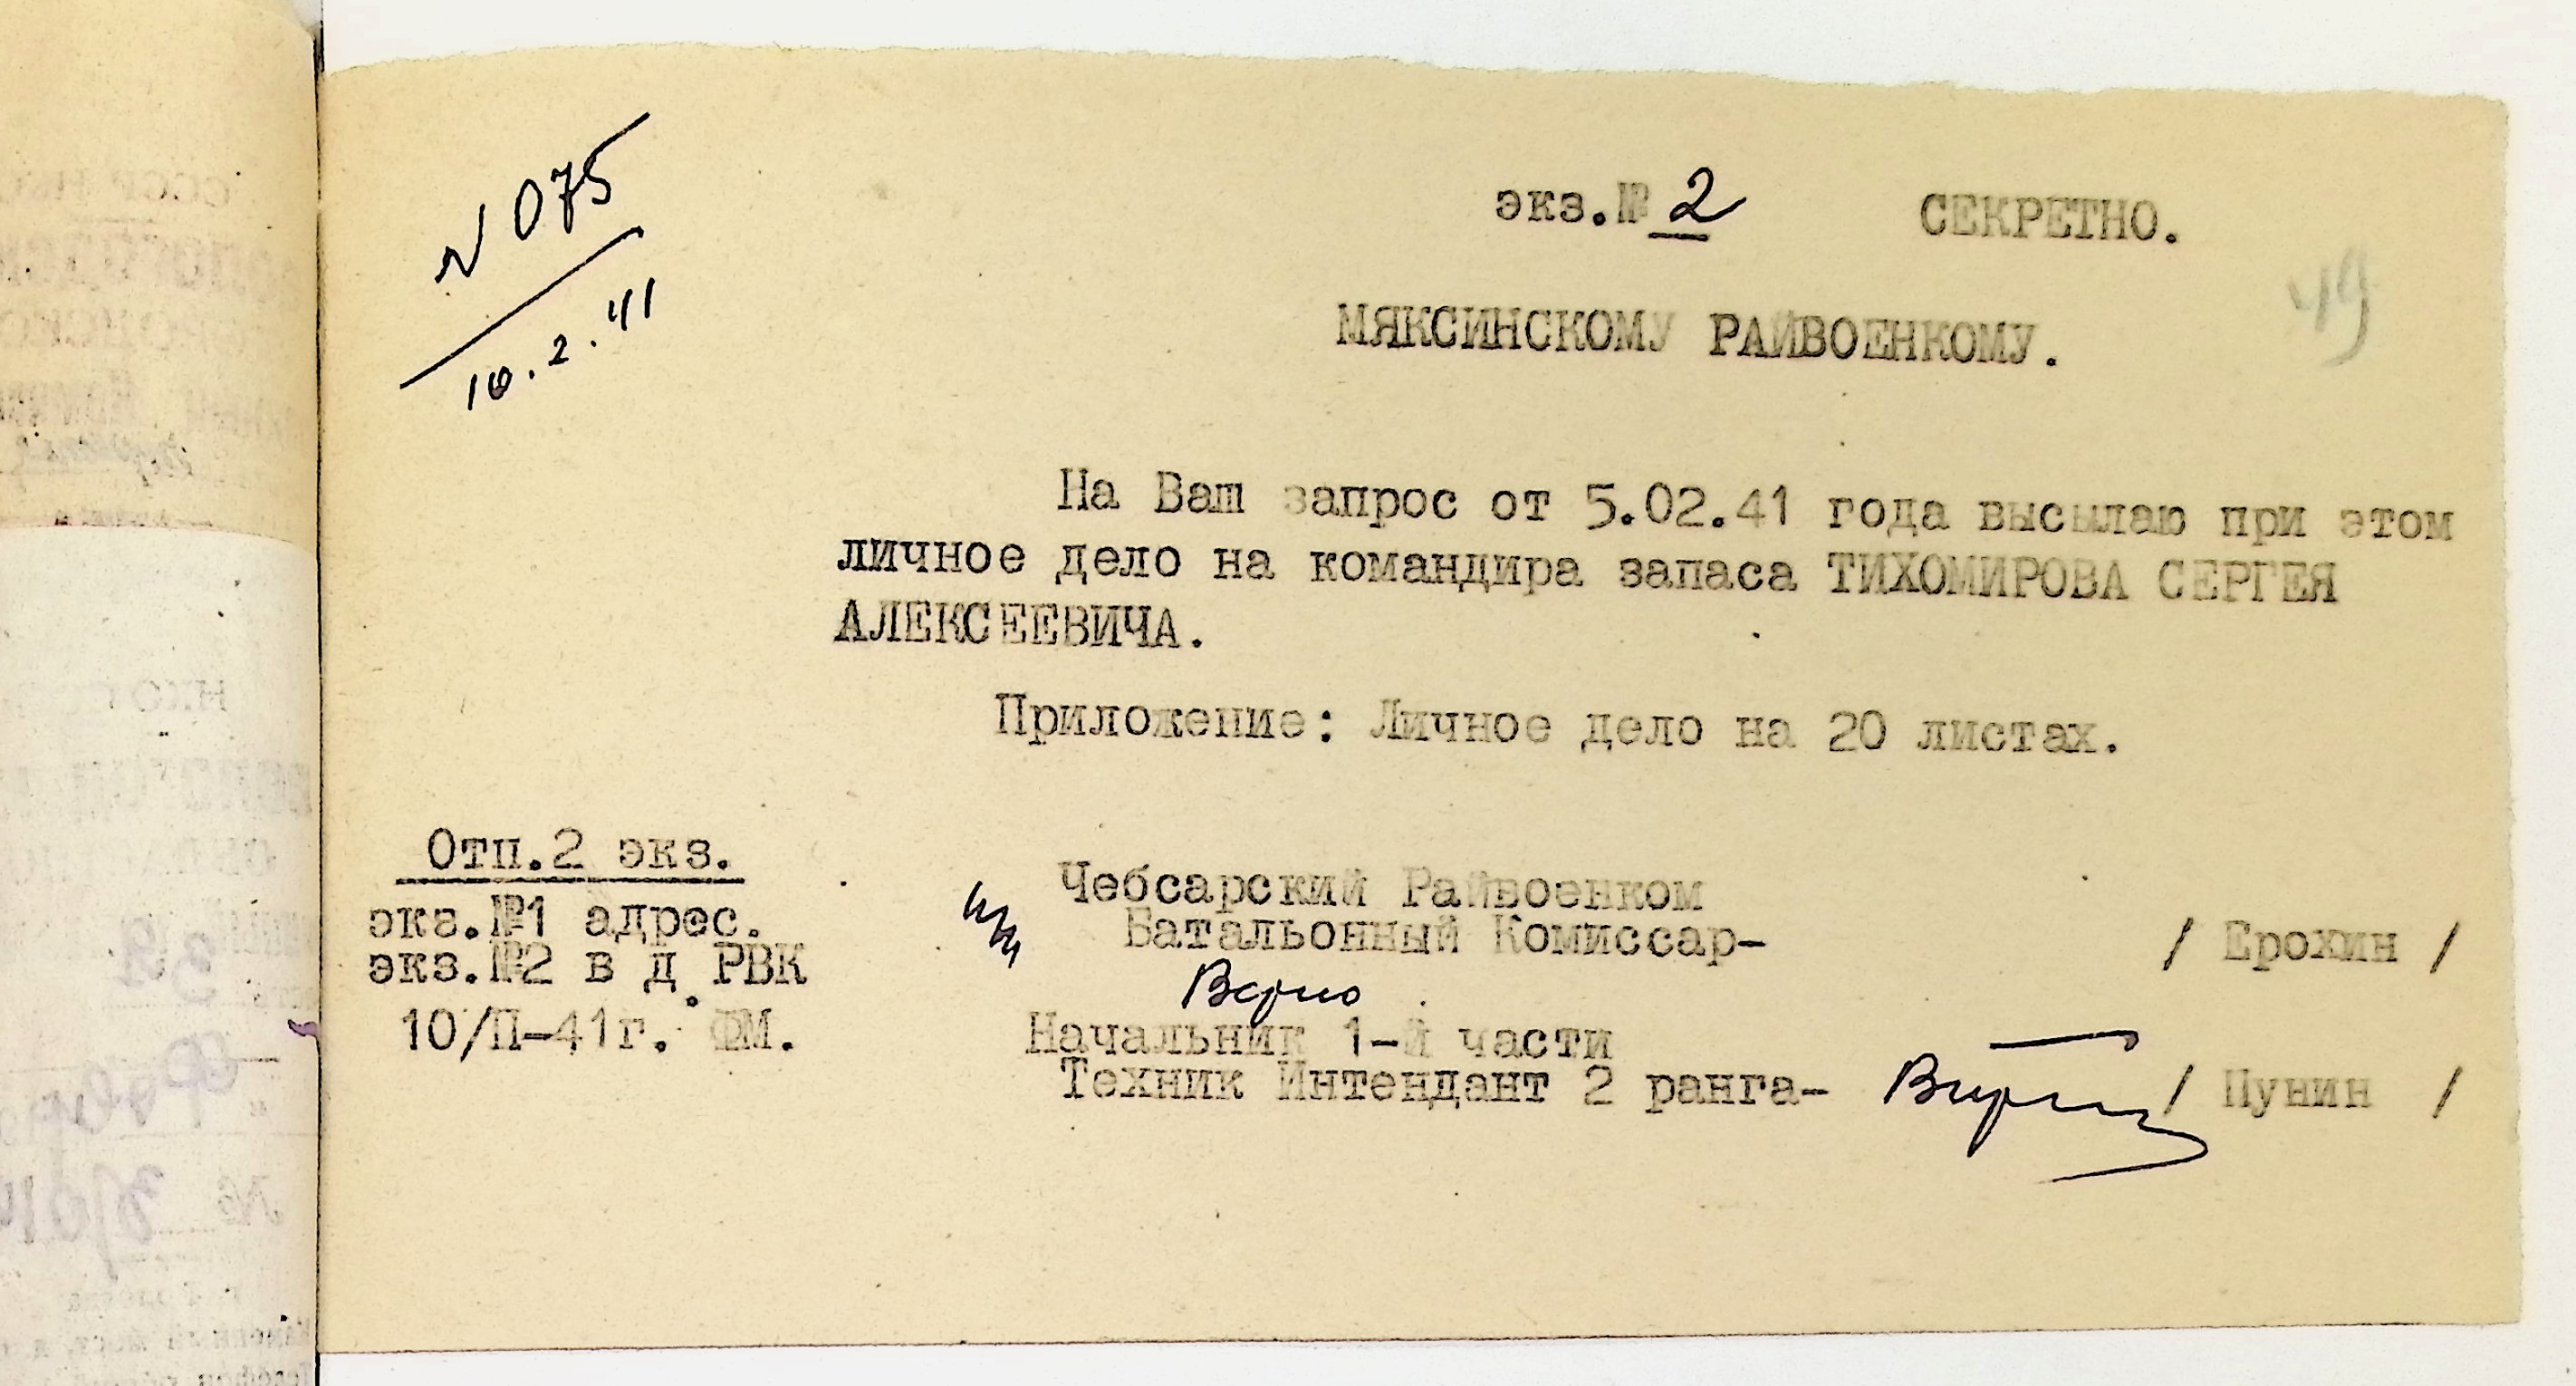 N 075
10.2.41
экз.№ 2 СЕКРЕТНО.
49
МЯКСИНСКОМУ РАЙВОЕНКОМУ.
На Ваш запрос от 5.02.41 года высылаю при этом
личное дело на командира запаса ТИХОМИРОВА СЕРГЕЯ
АЛЕКСЕЕВИЧА.
Приложение: Личное дело на 20 листах.
Отп.2 экз.
экз.№1 адрес.
экз.№2 в д РВК
10/П-41г. ФМ.
Чебсарский Райвоенком
Батальонный Комиссар- / Ерохин /
Верно
Начальник 1-й части
Техник Интендант 2 ранга- / Пунин /